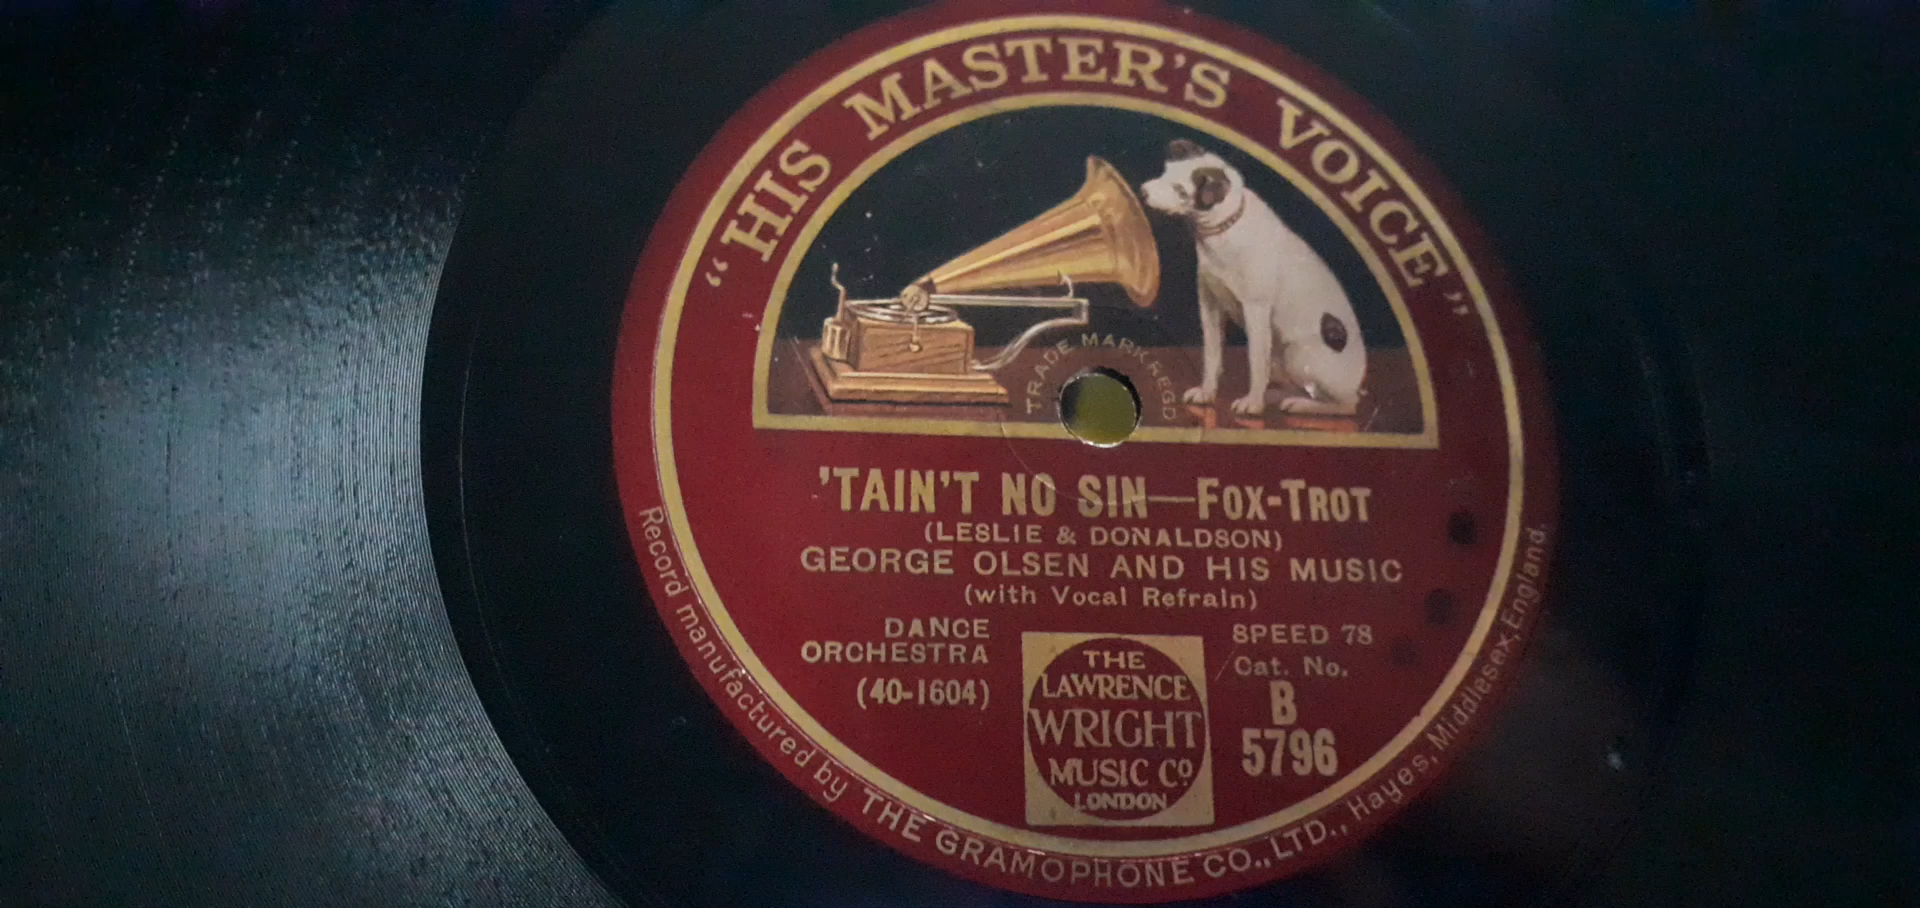 “HIS MASTER'S VOICE”
TRADE MARK REGD
'TAIN'T NO SIN—FOX-TROT
(LESLIE & DONALDSON)
GEORGE OLSEN AND HIS MUSIC
(with Vocal Refrain)
DANCE
ORCHESTRA
(40-1604)
THE
LAWRENCE
WRIGHT
MUSIC Co
LONDON
SPEED 78
Cat. No.
B
5796
Record manufactured by THE GRAMOPHONE CO., LTD., Hayes, Middlesex, England.